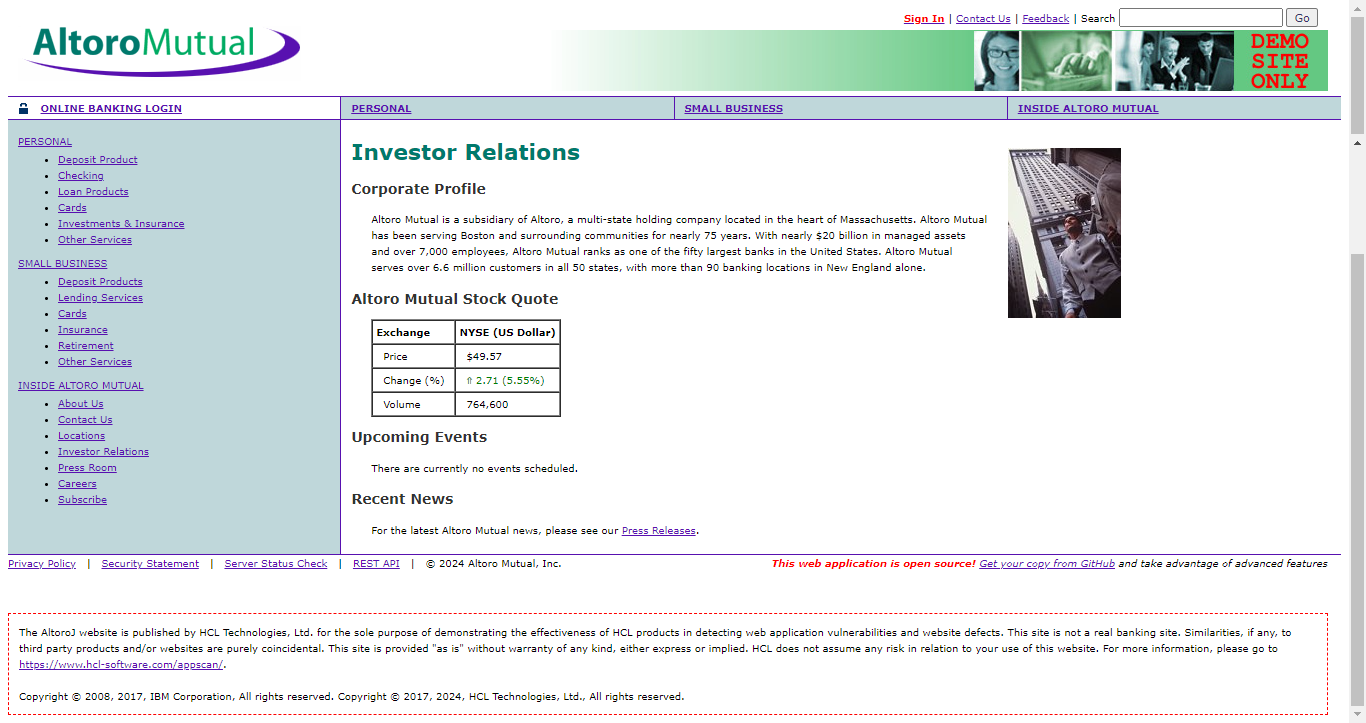 AltoroMutual
Sign In | Contact Us | Feedback | Search Go
DEMO
SITE
ONLY
ONLINE BANKING LOGIN
PERSONAL
SMALL BUSINESS
INSIDE ALTORO MUTUAL
PERSONAL
Deposit Product
Checking
Loan Products
Cards
Investments & Insurance
Other Services
SMALL BUSINESS
Deposit Products
Lending Services
Cards
Insurance
Retirement
Other Services
INSIDE ALTORO MUTUAL
About Us
Contact Us
Locations
Investor Relations
Press Room
Careers
Subscribe
Investor Relations
Corporate Profile
Altoro Mutual is a subsidiary of Altoro, a multi-state holding company located in the heart of Massachusetts. Altoro Mutual
has been serving Boston and surrounding communities for nearly 75 years. With nearly $20 billion in managed assets
and over 7,000 employees, Altoro Mutual ranks as one of the fifty largest banks in the United States. Altoro Mutual
serves over 6.6 million customers in all 50 states, with more than 90 banking locations in New England alone.
Altoro Mutual Stock Quote
Exchange NYSE (US Dollar)
Price $49.57
Change (%) ⇑ 2.71 (5.55%)
Volume 764,600
Upcoming Events
There are currently no events scheduled.
Recent News
For the latest Altoro Mutual news, please see our Press Releases.
Privacy Policy | Security Statement | Server Status Check | REST API | © 2024 Altoro Mutual, Inc.
This web application is open source! Get your copy from GitHub and take advantage of advanced features
The AltoroJ website is published by HCL Technologies, Ltd. for the sole purpose of demonstrating the effectiveness of HCL products in detecting web application vulnerabilities and website defects. This site is not a real banking site. Similarities, if any, to
third party products and/or websites are purely coincidental. This site is provided "as is" without warranty of any kind, either express or implied. HCL does not assume any risk in relation to your use of this website. For more information, please go to
https://www.hcl-software.com/appscan/.
Copyright © 2008, 2017, IBM Corporation, All rights reserved. Copyright © 2017, 2024, HCL Technologies, Ltd., All rights reserved.